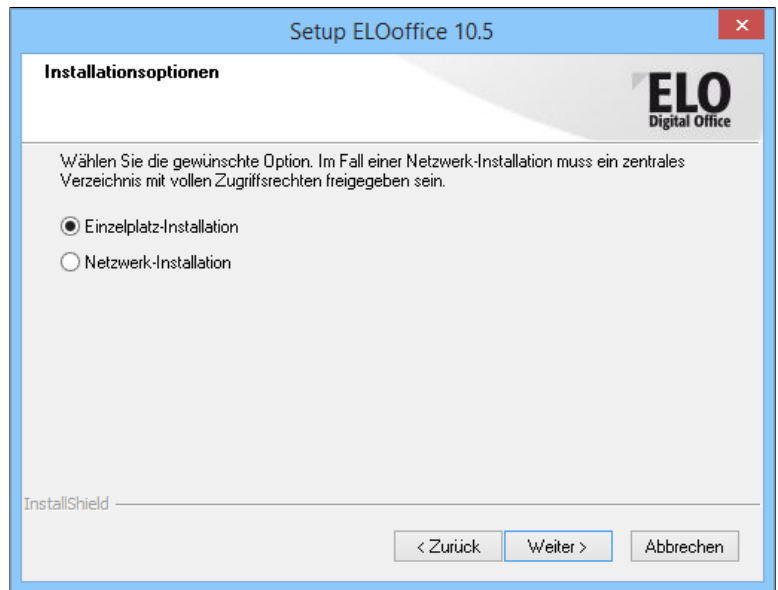 Setup ELOoffice 10.5
Installationsoptionen
ELO
Digital Office
Wählen Sie die gewünschte Option. Im Fall einer Netzwerk-Installation muss ein zentrales
Verzeichnis mit vollen Zugriffsrechten freigegeben sein.
Einzelplatz-Installation
Netzwerk-Installation
InstallShield
< Zurück
Weiter >
Abbrechen